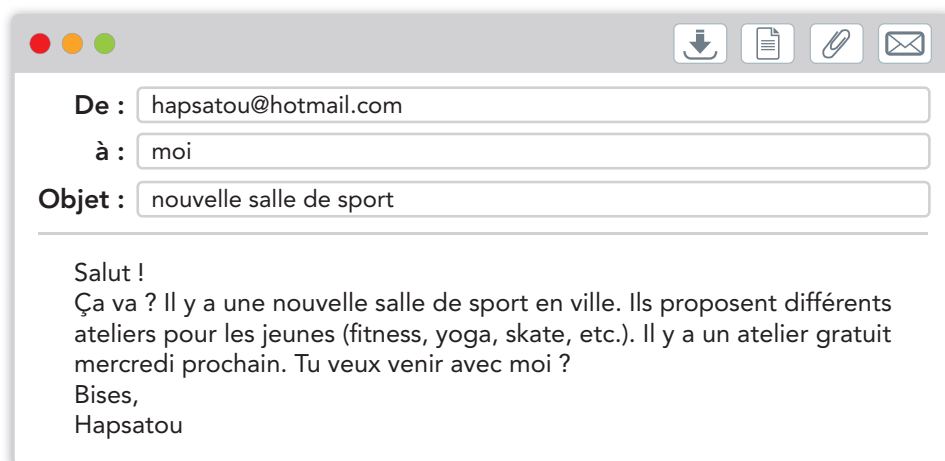 De : hapsatou@hotmail.com
à : moi
Objet : nouvelle salle de sport
Salut !
Ça va ? Il y a une nouvelle salle de sport en ville. Ils proposent différents
ateliers pour les jeunes (fitness, yoga, skate, etc.). Il y a un atelier gratuit
mercredi prochain. Tu veux venir avec moi ?
Bises,
Hapsatou